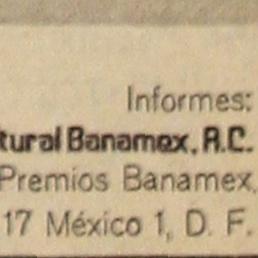 Informes:
tural Banamex, A.C.
Premios Banamex,
17 México 1, D. F.